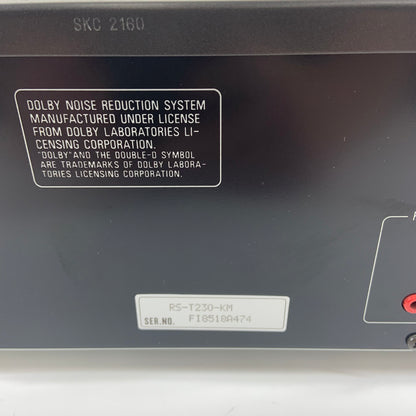 SKC 2160
DOLBY NOISE REDUCTION SYSTEM
MANUFACTURED UNDER LICENSE
FROM DOLBY LABORATORIES LI-
CENSING CORPORATION.
"DOLBY" AND THE DOUBLE-D SYMBOL
ARE TRADEMARKS OF DOLBY LABORA-
TORIES LICENSING CORPORATION.
RS-T230-KM
SER.NO. FI8518A474